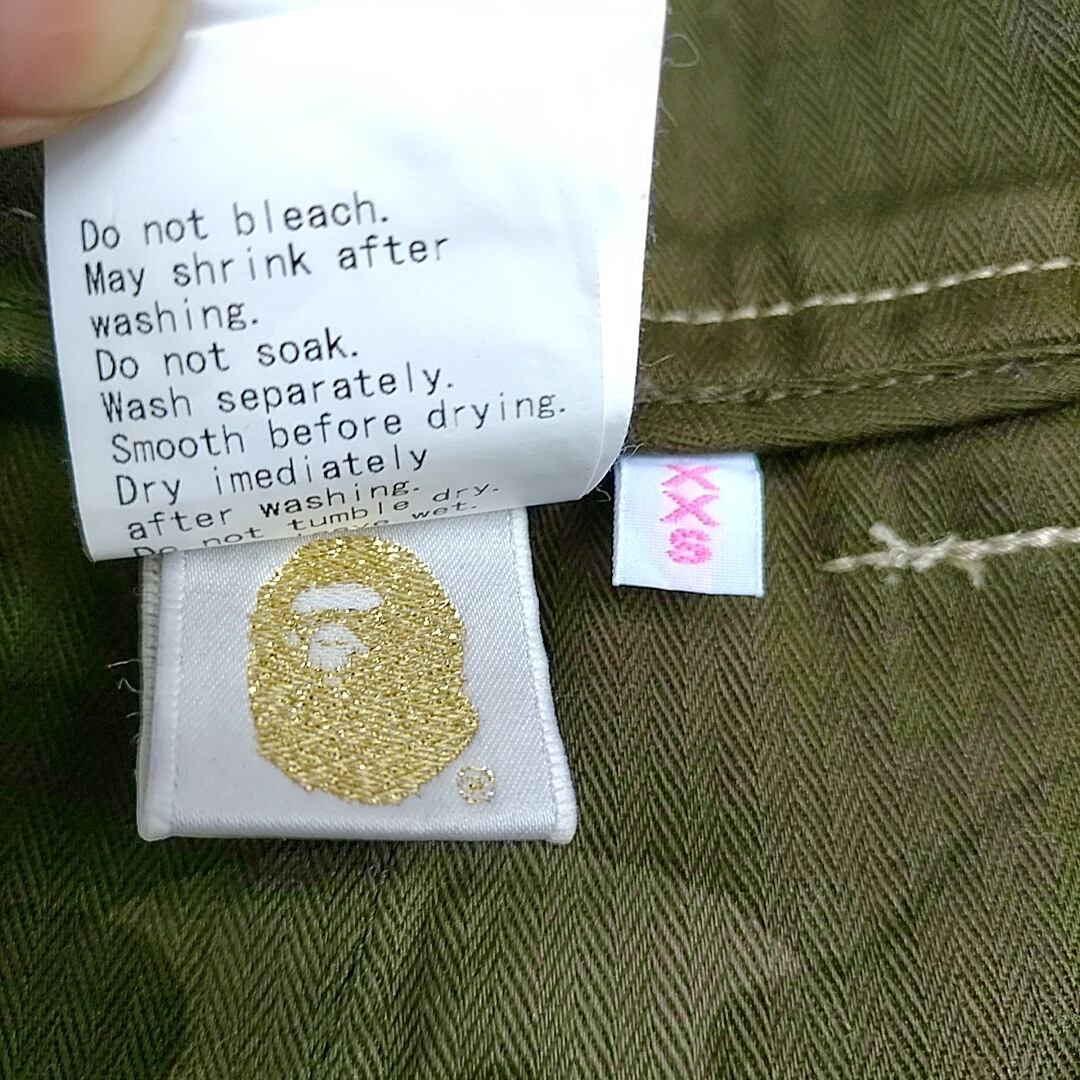 Do not bleach.
May shrink after
washing.
Do not soak.
Wash separately.
Smooth before drying.
Dry imediately
after washing.
Do not tumble dry.
wet.
XXS